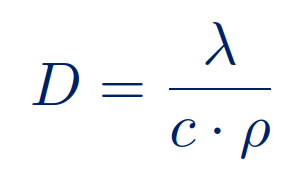 D = λ / (c · ρ)